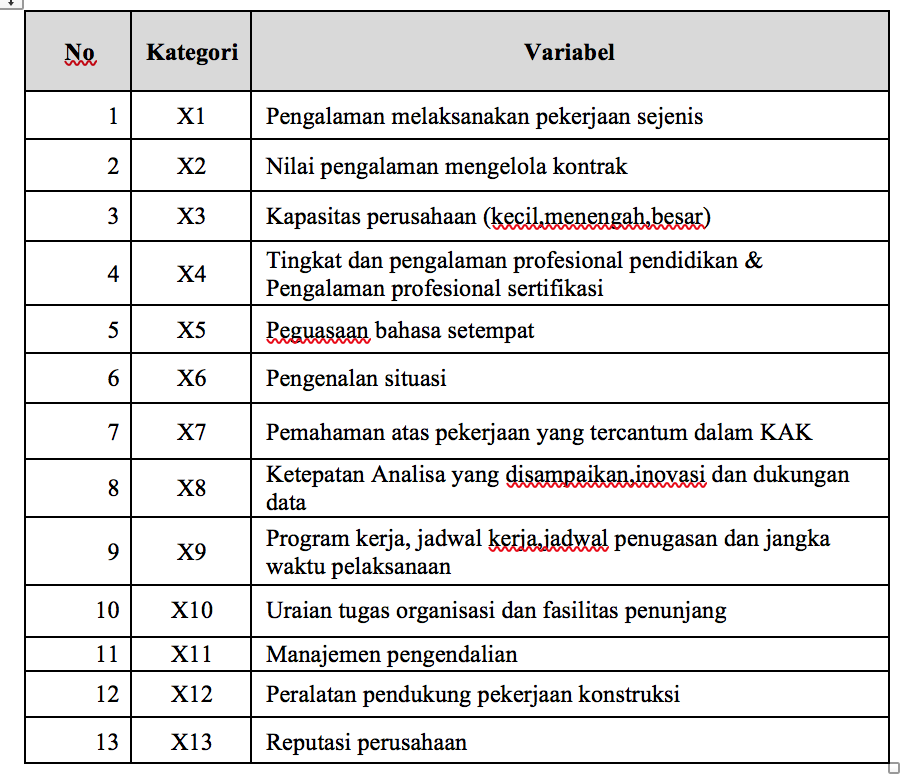 No Kategori Variabel
1 X1 Pengalaman melaksanakan pekerjaan sejenis
2 X2 Nilai pengalaman mengelola kontrak
3 X3 Kapasitas perusahaan (kecil,menengah,besar)
4 X4 Tingkat dan pengalaman profesional pendidikan &
Pengalaman profesional sertifikasi
5 X5 Peguasaan bahasa setempat
6 X6 Pengenalan situasi
7 X7 Pemahaman atas pekerjaan yang tercantum dalam KAK
8 X8 Ketepatan Analisa yang disampaikan,inovasi dan dukungan
data
9 X9 Program kerja, jadwal kerja,jadwal penugasan dan jangka
waktu pelaksanaan
10 X10 Uraian tugas organisasi dan fasilitas penunjang
11 X11 Manajemen pengendalian
12 X12 Peralatan pendukung pekerjaan konstruksi
13 X13 Reputasi perusahaan